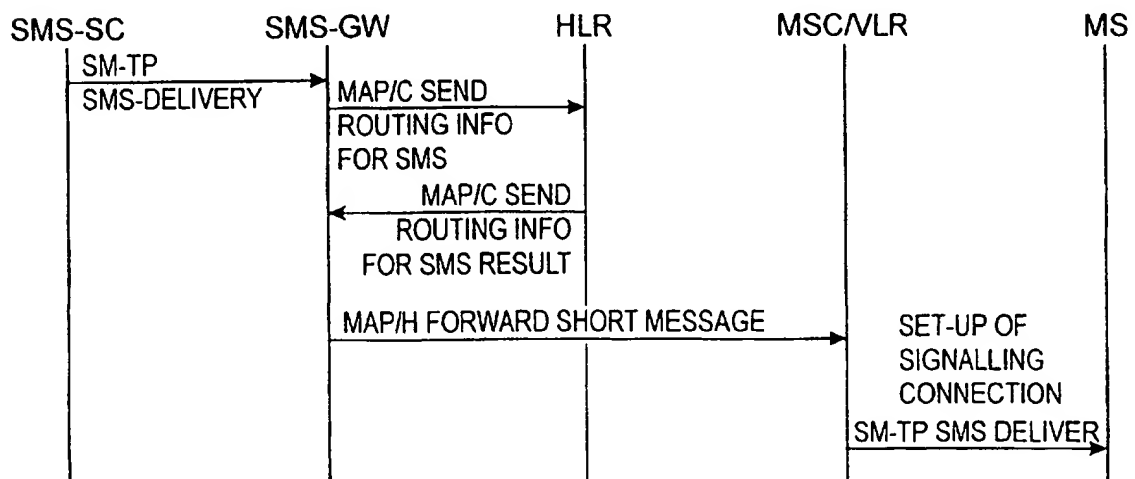 SMS-SC SMS-GW HLR MSC/VLR MS
SM-TP
SMS-DELIVERY
MAP/C SEND
ROUTING INFO
FOR SMS
MAP/C SEND
ROUTING INFO
FOR SMS RESULT
MAP/H FORWARD SHORT MESSAGE
SET-UP OF
SIGNALLING
CONNECTION
SM-TP SMS DELIVER